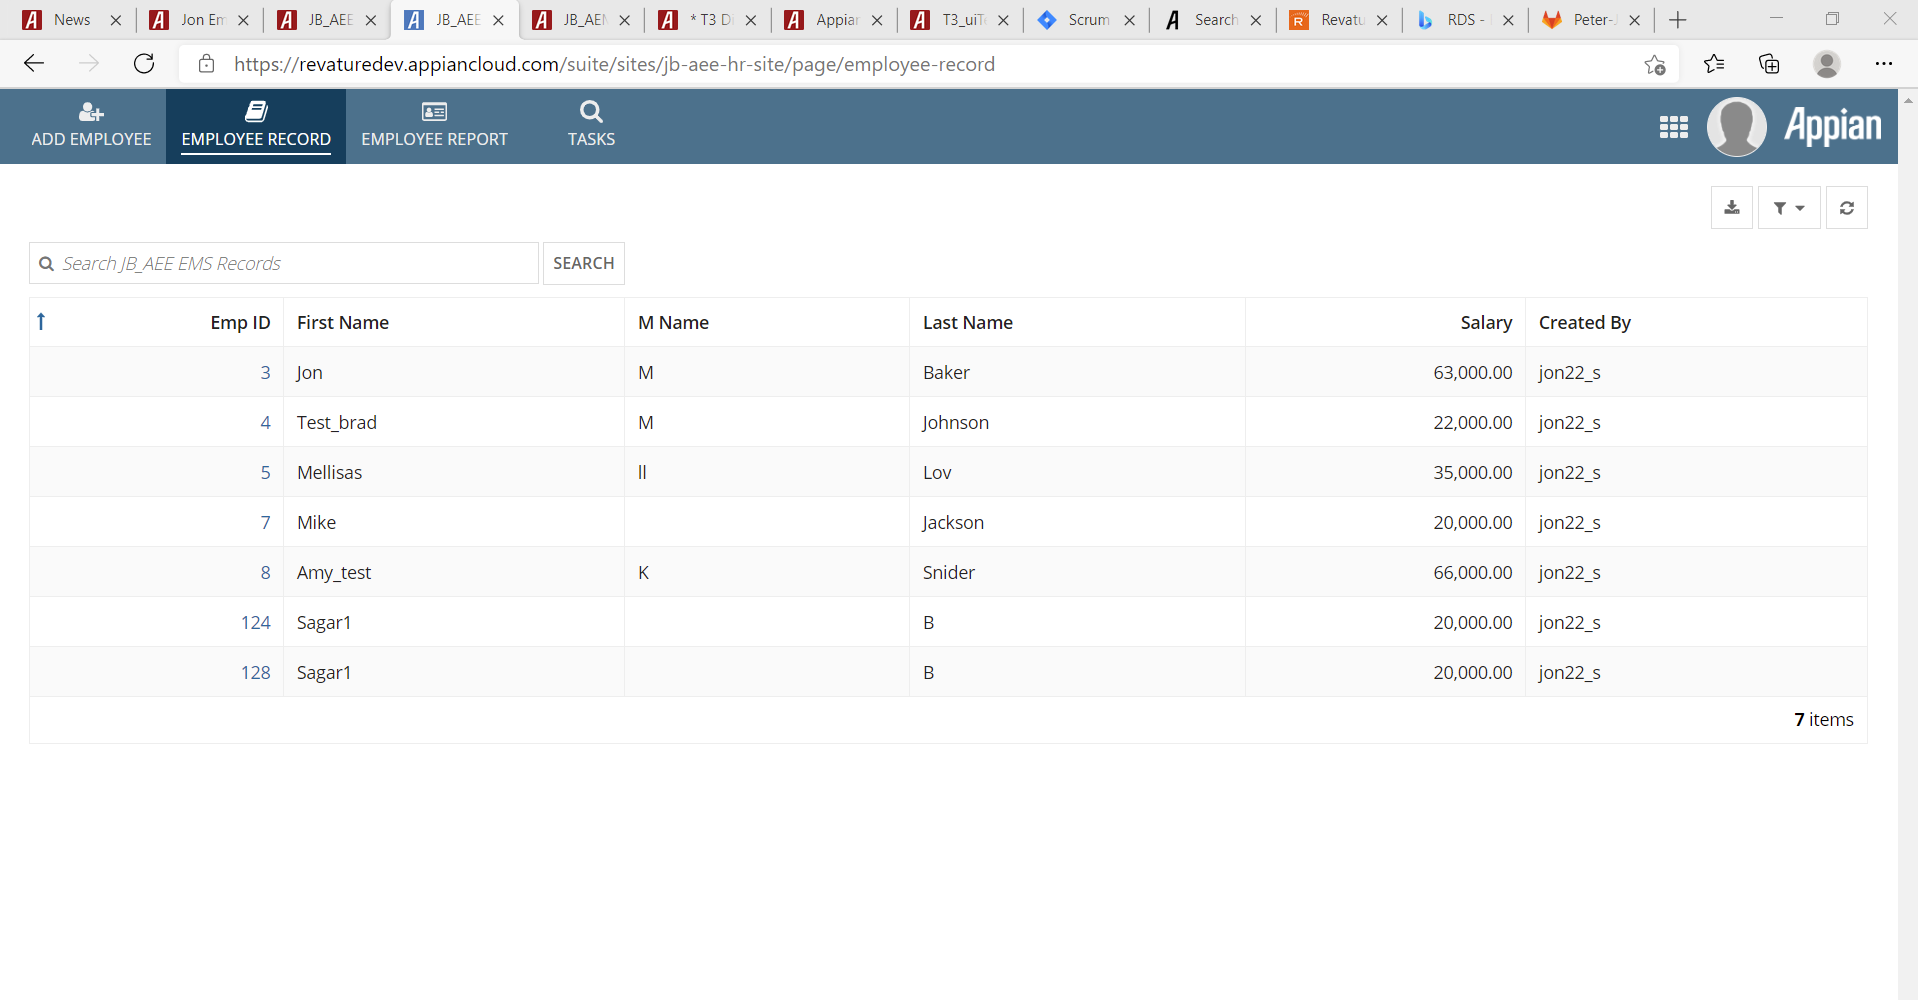 News Jon Em JB_AEE JB_AEE JB_AEM * T3 D Appian T3_uiT Scrum Search Revatu RDS - Peter-
https://revaturedev.appiancloud.com/suite/sites/jb-aee-hr-site/page/employee-record
ADD EMPLOYEE EMPLOYEE RECORD EMPLOYEE REPORT TASKS Appian
Search JB_AEE EMS Records SEARCH
Emp ID First Name M Name Last Name Salary Created By
3 Jon M Baker 63,000.00 jon22_s
4 Test_brad M Johnson 22,000.00 jon22_s
5 Mellisas ll Lov 35,000.00 jon22_s
7 Mike Jackson 20,000.00 jon22_s
8 Amy_test K Snider 66,000.00 jon22_s
124 Sagar1 B 20,000.00 jon22_s
128 Sagar1 B 20,000.00 jon22_s
7 items